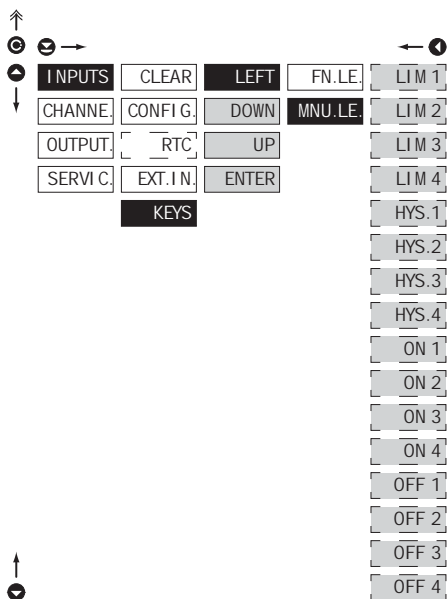 INPUTS CLEAR LEFT FN.LE. LIM 1
CHANNE. CONFIG. DOWN MNU.LE. LIM 2
OUTPUT. RTC UP LIM 3
SERVIC. EXT.IN. ENTER LIM 4
KEYS HYS.1
HYS.2
HYS.3
HYS.4
ON 1
ON 2
ON 3
ON 4
OFF 1
OFF 2
OFF 3
OFF 4